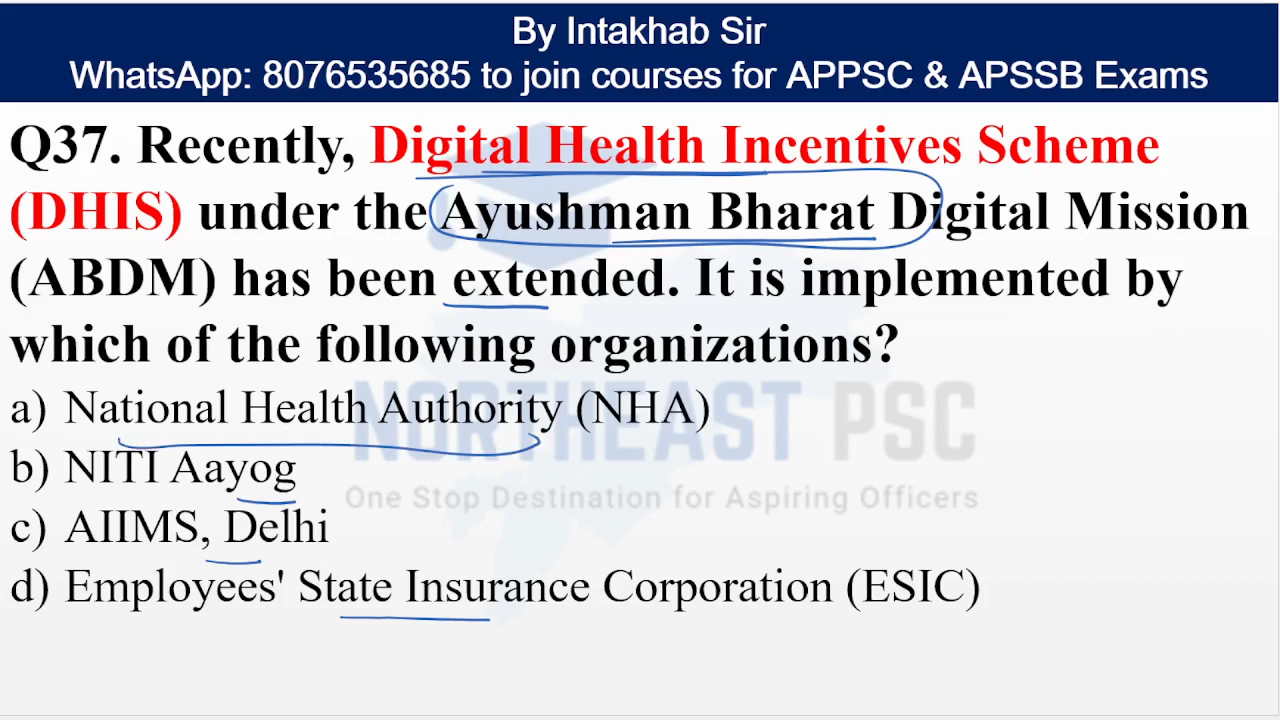 By Intakhab Sir
WhatsApp: 8076535685 to join courses for APPSC & APSSB Exams
Q37. Recently, Digital Health Incentives Scheme
(DHIS) under the Ayushman Bharat Digital Mission
(ABDM) has been extended. It is implemented by
which of the following organizations?
a) National Health Authority (NHA)
NORTHEAST PSC
b) NITI Aayog
One Stop Destination for Aspiring Officers
c) AIIMS, Delhi
d) Employees' State Insurance Corporation (ESIC)